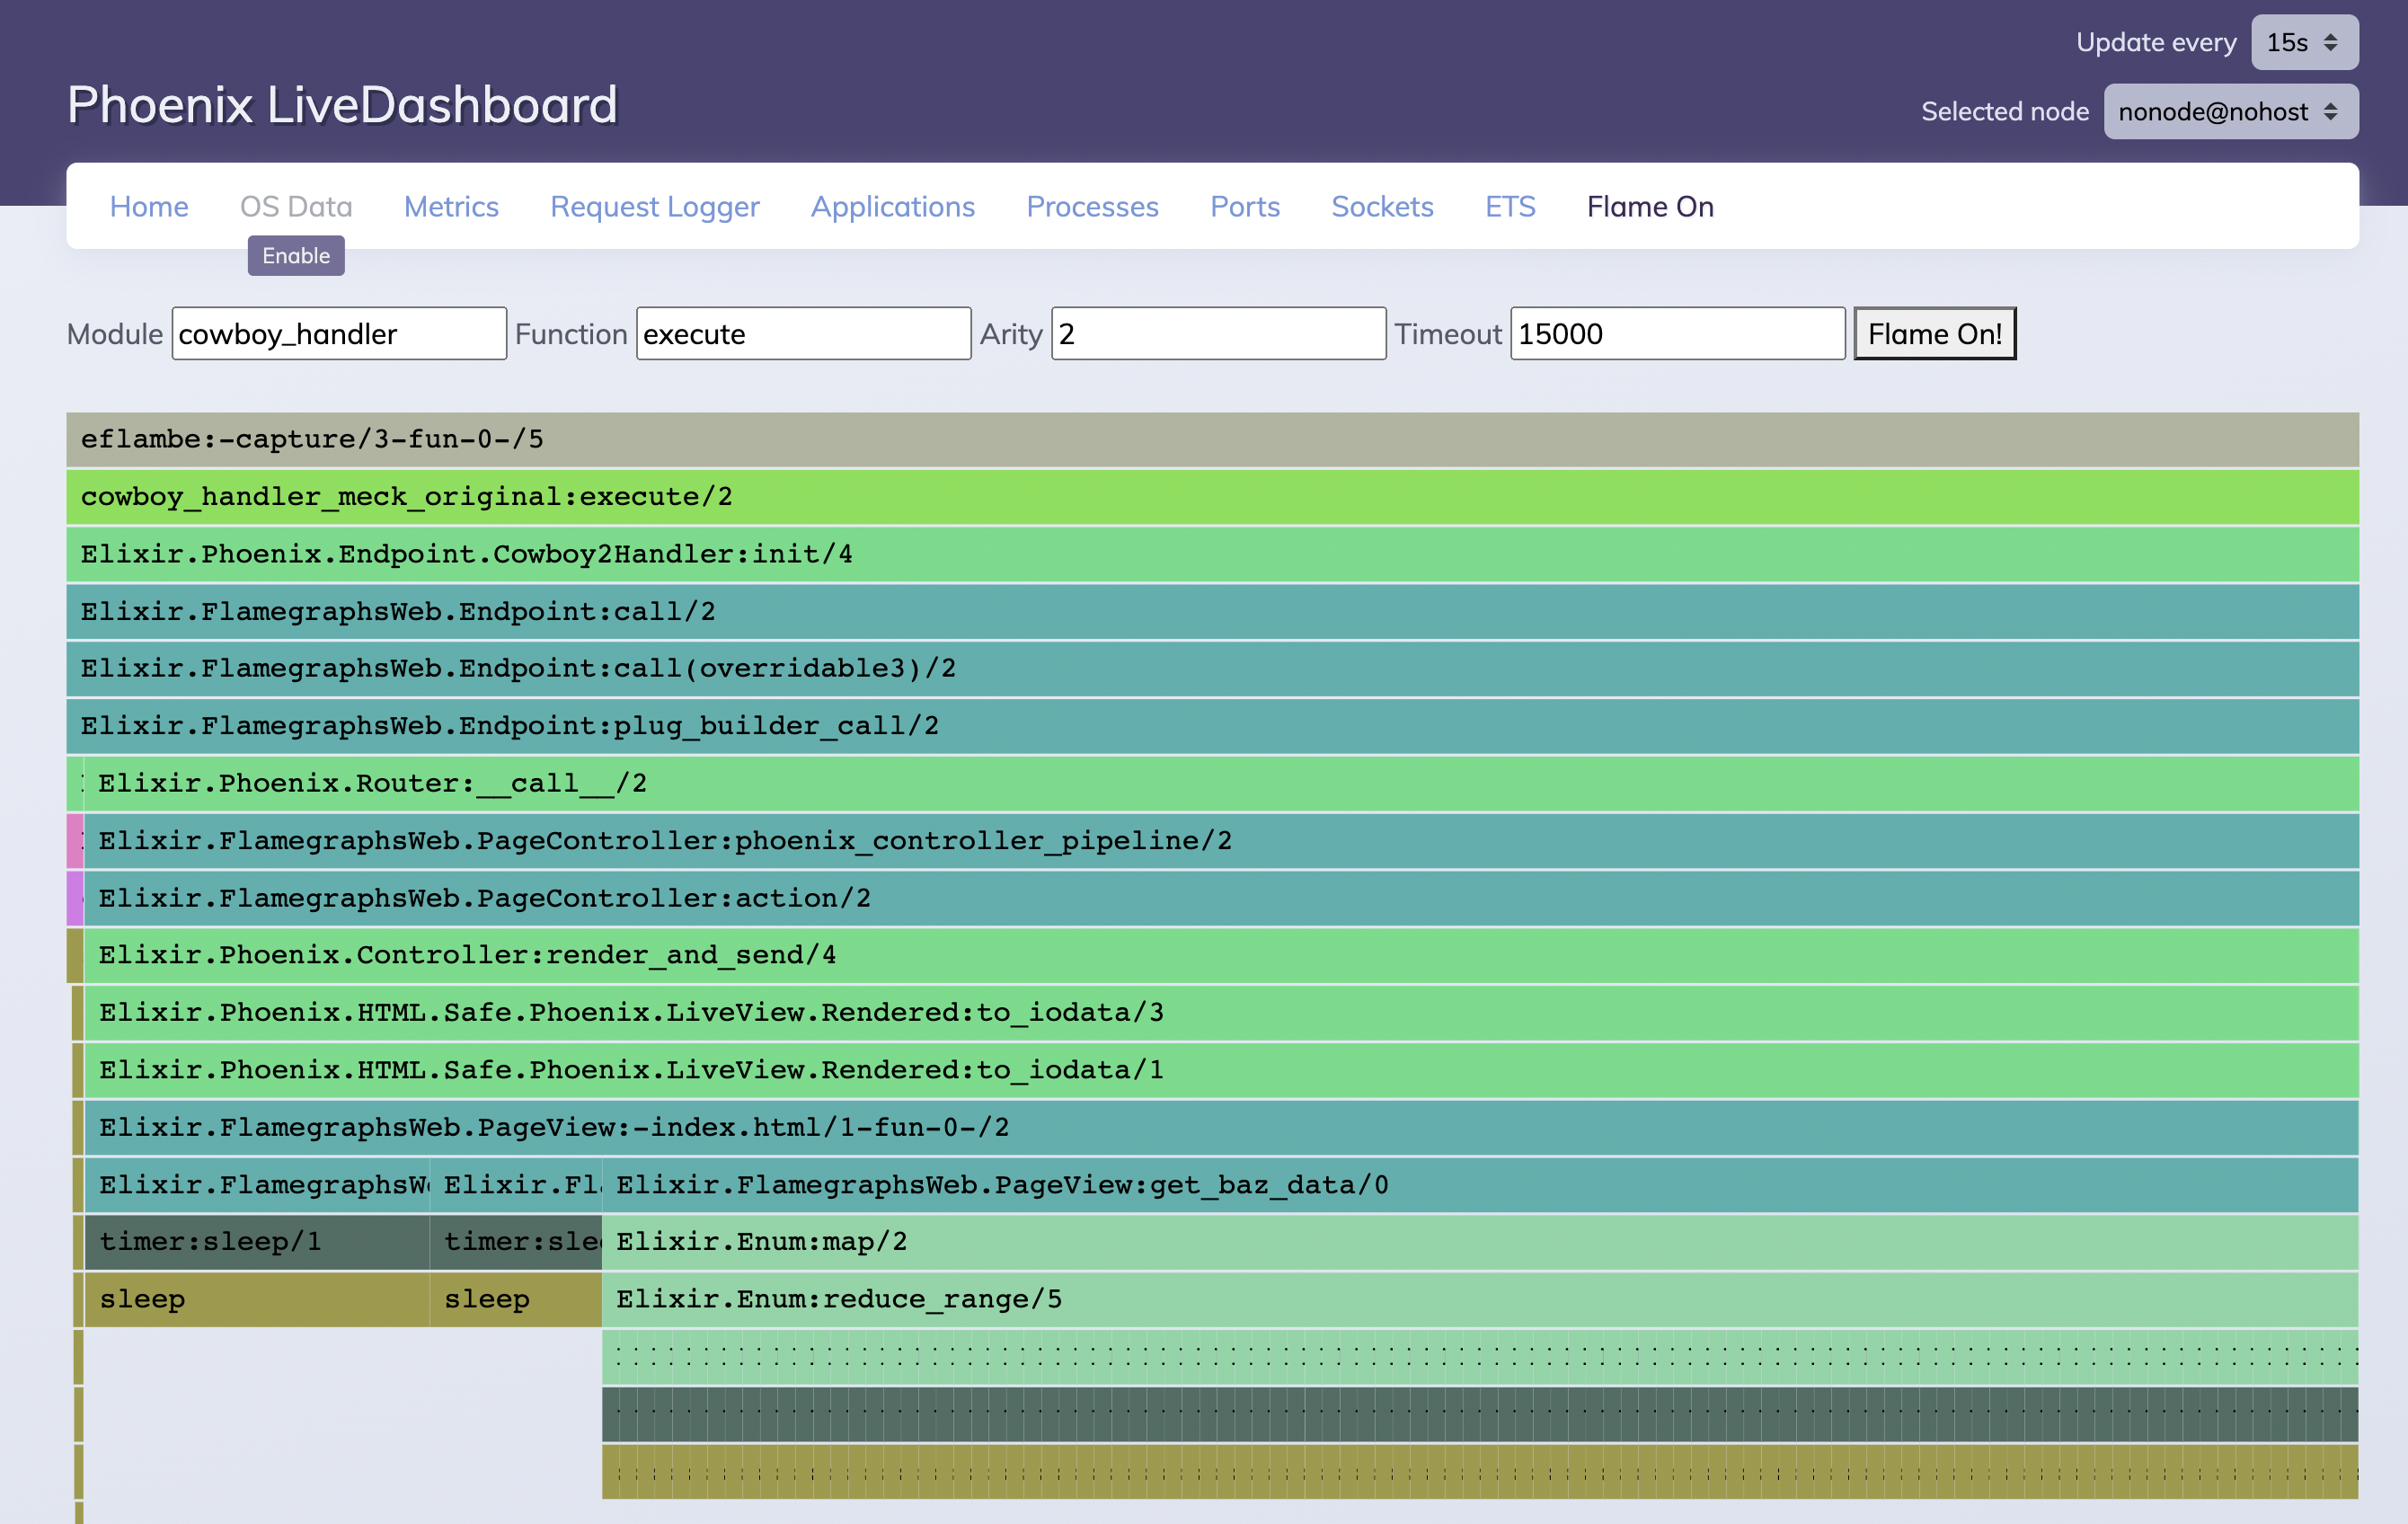 Update every 15s
Phoenix LiveDashboard
Selected node nonode@nohost
Home OS Data Metrics Request Logger Applications Processes Ports Sockets ETS Flame On
Enable
Module cowboy_handler Function execute Arity 2 Timeout 15000 Flame On!
eflambe:-capture/3-fun-0-/5
cowboy_handler_meck_original:execute/2
Elixir.Phoenix.Endpoint.Cowboy2Handler:init/4
Elixir.FlamegraphsWeb.Endpoint:call/2
Elixir.FlamegraphsWeb.Endpoint:call(overridable3)/2
Elixir.FlamegraphsWeb.Endpoint:plug_builder_call/2
Elixir.Phoenix.Router:__call__/2
Elixir.FlamegraphsWeb.PageController:phoenix_controller_pipeline/2
Elixir.FlamegraphsWeb.PageController:action/2
Elixir.Phoenix.Controller:render_and_send/4
Elixir.Phoenix.HTML.Safe.Phoenix.LiveView.Rendered:to_iodata/3
Elixir.Phoenix.HTML.Safe.Phoenix.LiveView.Rendered:to_iodata/1
Elixir.FlamegraphsWeb.PageView:-index.html/1-fun-0-/2
Elixir.FlamegraphsW Elixir.Fl Elixir.FlamegraphsWeb.PageView:get_baz_data/0
timer:sleep/1 timer:slee Elixir.Enum:map/2
sleep sleep Elixir.Enum:reduce_range/5